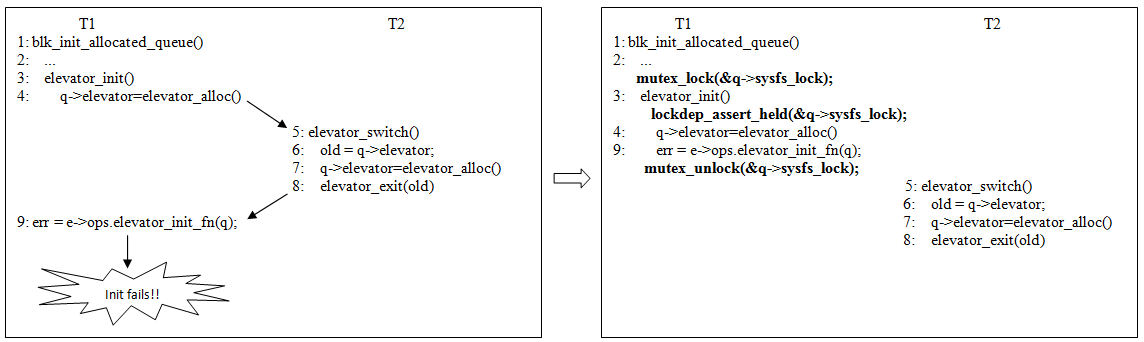 T1 T2
1: blk_init_allocated_queue()
2: ...
3: elevator_init()
4: q->elevator=elevator_alloc()
5: elevator_switch()
6: old = q->elevator;
7: q->elevator=elevator_alloc()
8: elevator_exit(old)
9: err = e->ops.elevator_init_fn(q);
Init fails!!
T1 T2
1: blk_init_allocated_queue()
2: ...
mutex_lock(&q->sysfs_lock);
3: elevator_init()
lockdep_assert_held(&q->sysfs_lock);
4: q->elevator=elevator_alloc()
9: err = e->ops.elevator_init_fn(q);
mutex_unlock(&q->sysfs_lock);
5: elevator_switch()
6: old = q->elevator;
7: q->elevator=elevator_alloc()
8: elevator_exit(old)